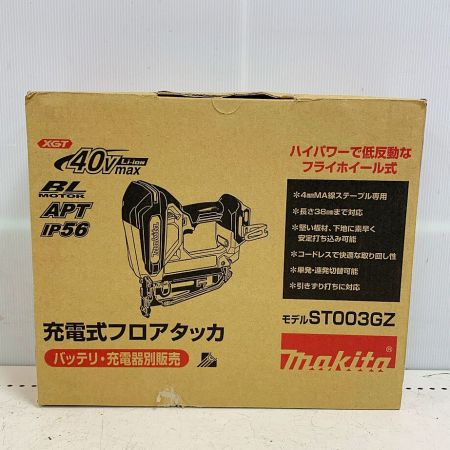 XGT
40Vmax
Li-ion
BL
MOTOR
APT
IP56
ハイパワーで低反動な
フライホイール式
＊4mmMA線ステープル専用
＊長さ38mmまで対応
＊堅い板材、下地に素早く
安定打ち込み可能
＊コードレスで快適な取り回し性
＊単発・連発切替可能
＊引きずり打ちに対応
充電式フロアタッカ
バッテリ・充電器別販売
モデルST003GZ
makita®